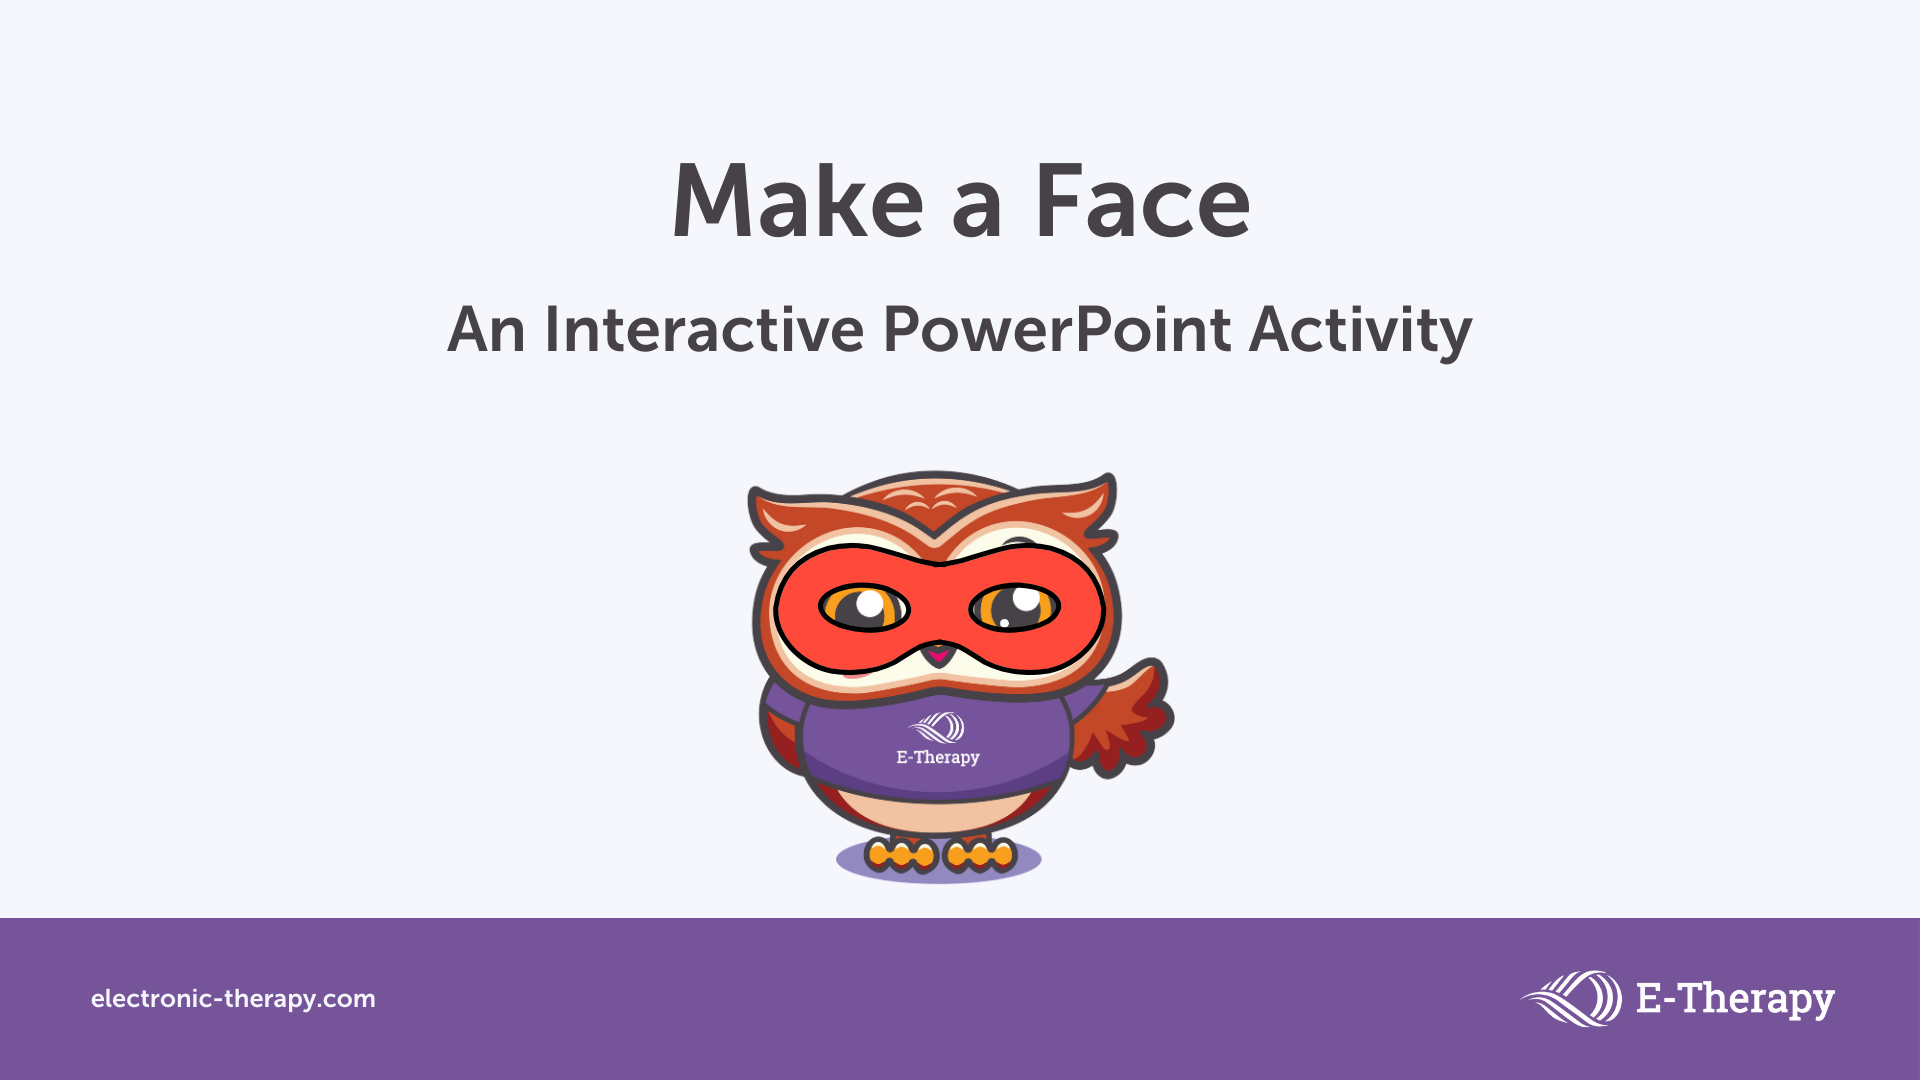 Make a Face
An Interactive PowerPoint Activity
E-Therapy
electronic-therapy.com
E-Therapy